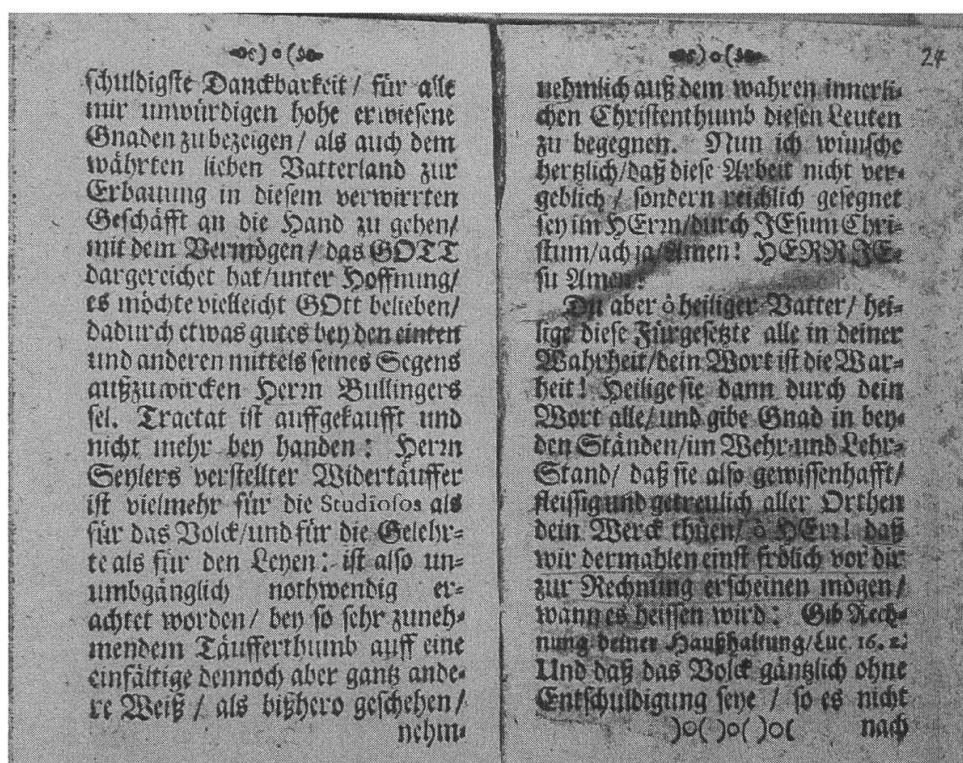 schuldigste Danckbarkeit / für alle
mir unwürdigen hohe erwiesene
Gnaden zu bezeigen / als auch dem
währten lieben Vatterland zur
Erbauung in diesem verwirrten
Geschäfft an die Hand zu gehen/
mit dem Vermögen / das GOTT
dargereichet hat/unter Hoffnung/
es möchte vielleicht GOtt belieben/
dadurch etwas gutes bey den einten
und anderen mittels seines Segens
außzuwircken Herrn Bullingers
sel. Tractat ist auffgekaufft und
nicht mehr bey handen: Herrn
Seylers verstellter Widertäuffer
ist vielmehr für die Studiosos als
für das Volck/und für die Gelehr-
te als für den Leyen: ist also un-
umbgänglich nothwendig er-
achtet worden/ bey so sehr zuneh-
mendem Täufferthumb auff eine
einfältige dennoch aber gantz ande-
re Weiß / als bißhero geschehen/
nehm-
24
nehmlich auß dem wahren innerli-
chen Christenthumb diesen Leuten
zu begegnen. Nun ich wünsche
hertzlich/daß diese Arbeit nicht ver-
geblich / sondern reichlich gesegnet
sey im HErrn/durch JEsum Chri-
stum/ach ja/Amen! HERR JE-
su Amen!
Du aber ô heiliger Vatter/ hei-
lige diese Fürgesetzte alle in deiner
Wahrheit/dein Wort ist die War-
heit! Heilige sie dann durch dein
Wort alle/und gibe Gnad in bey-
den Ständen/im Wehr-und Lehr-
Stand/ daß sie also gewissenhafft/
fleissig und getreulich aller Orthen
dein Werck thüen/ ô HErr! daß
wir dermahlen einst frölich vor dir
zur Rechnung erscheinen mögen/
wann es heissen wird: Gib Rech-
nung deiner Haußhaltung/Luc. 16. 2.
Und daß das Volck gäntzlich ohne
Entschuldigung seye / so es nicht
)o( )o( )o( nach